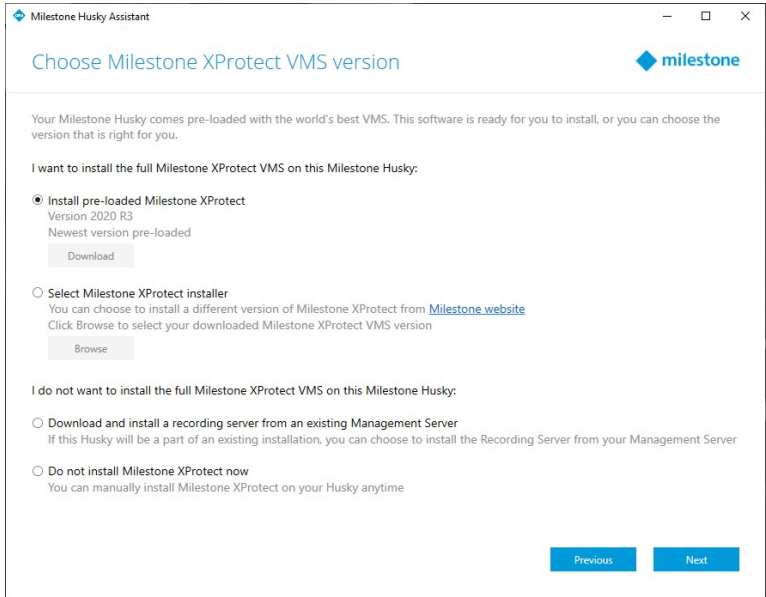 Milestone Husky Assistant
Choose Milestone XProtect VMS version
milestone
Your Milestone Husky comes pre-loaded with the world's best VMS. This software is ready for you to install, or you can choose the
version that is right for you.
I want to install the full Milestone XProtect VMS on this Milestone Husky:
Install pre-loaded Milestone XProtect
Version 2020 R3
Newest version pre-loaded
Download
Select Milestone XProtect installer
You can choose to install a different version of Milestone XProtect from Milestone website
Click Browse to select your downloaded Milestone XProtect VMS version
Browse
I do not want to install the full Milestone XProtect VMS on this Milestone Husky:
Download and install a recording server from an existing Management Server
If this Husky will be a part of an existing installation, you can choose to install the Recording Server from your Management Server
Do not install Milestone XProtect now
You can manually install Milestone XProtect on your Husky anytime
Previous
Next